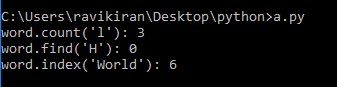 C:\Users\ravikiran\Desktop\python>a.py
word.count('l'): 3
word.find('H'): 0
word.index('World'): 6